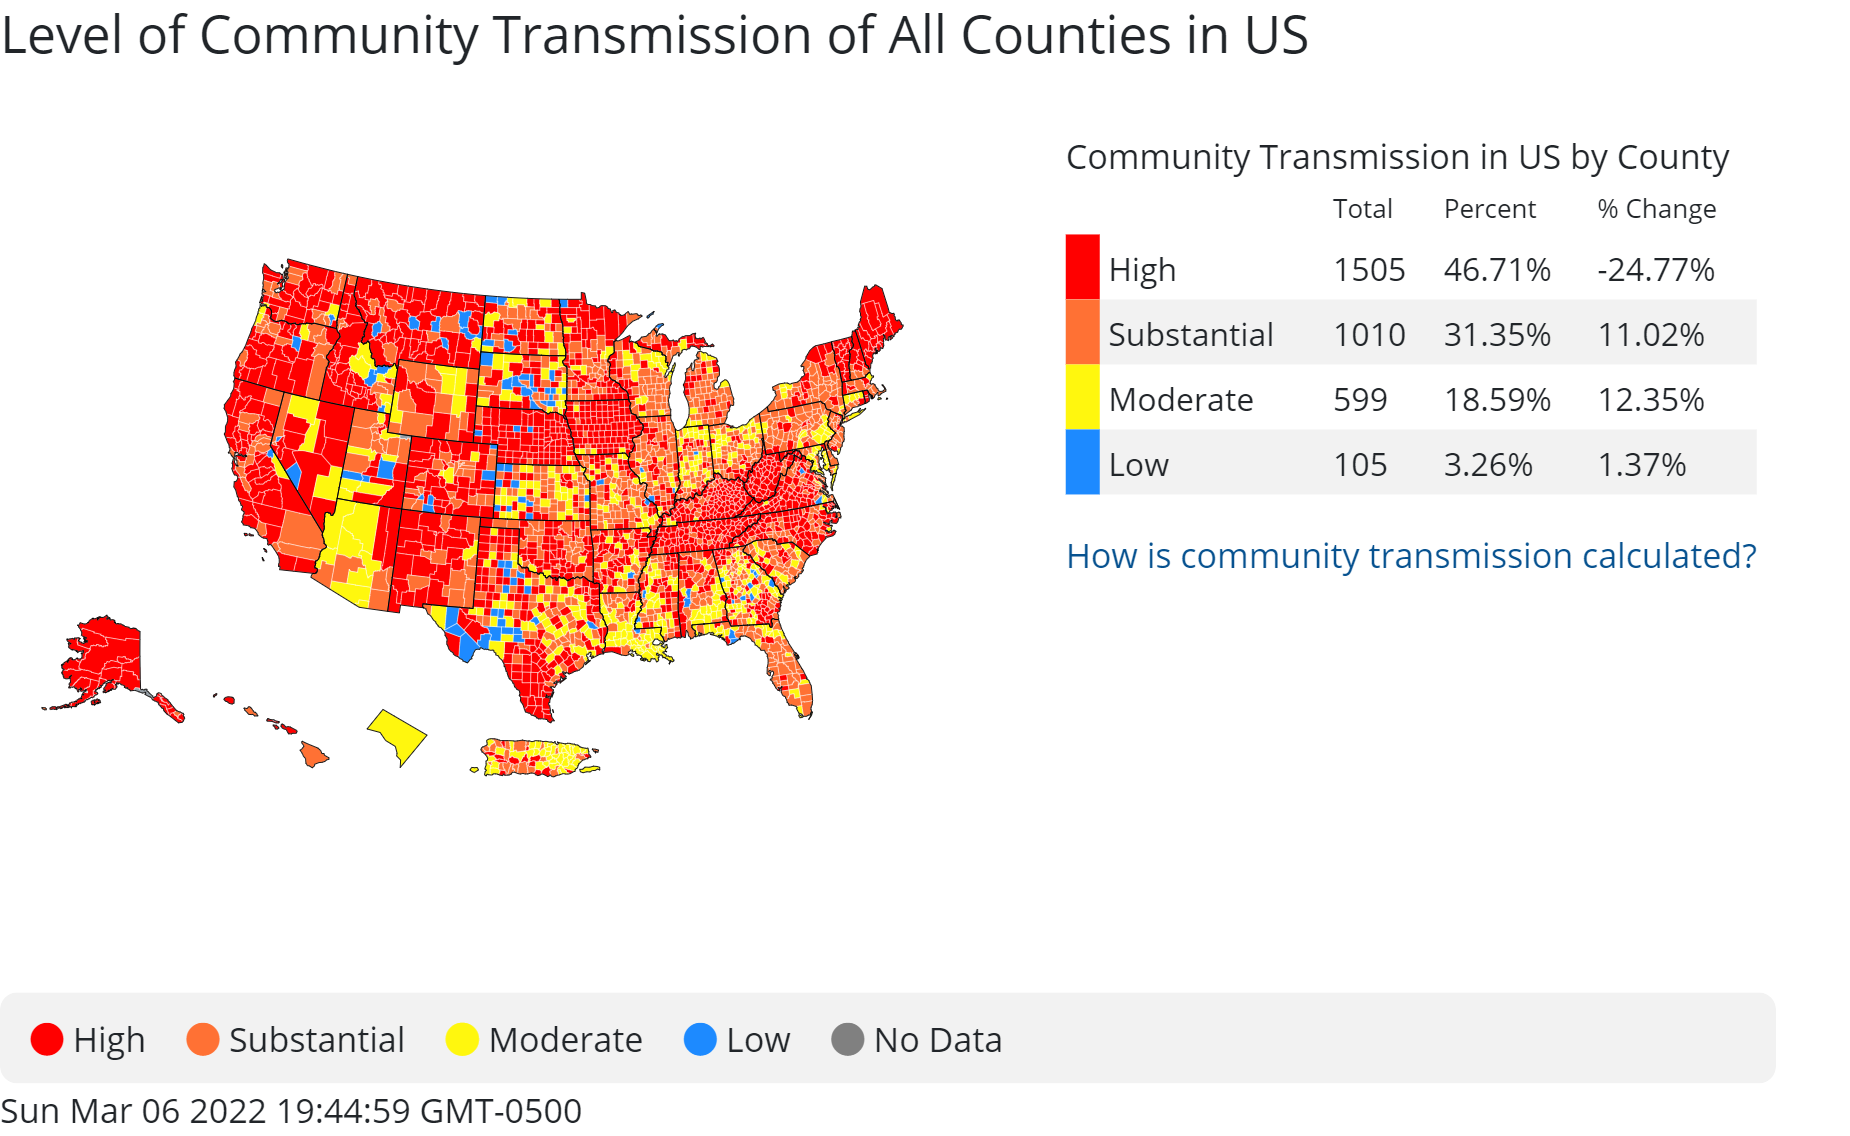 Level of Community Transmission of All Counties in US
Community Transmission in US by County
Total Percent % Change
High 1505 46.71% -24.77%
Substantial 1010 31.35% 11.02%
Moderate 599 18.59% 12.35%
Low 105 3.26% 1.37%
How is community transmission calculated?
High Substantial Moderate Low No Data
Sun Mar 06 2022 19:44:59 GMT-0500